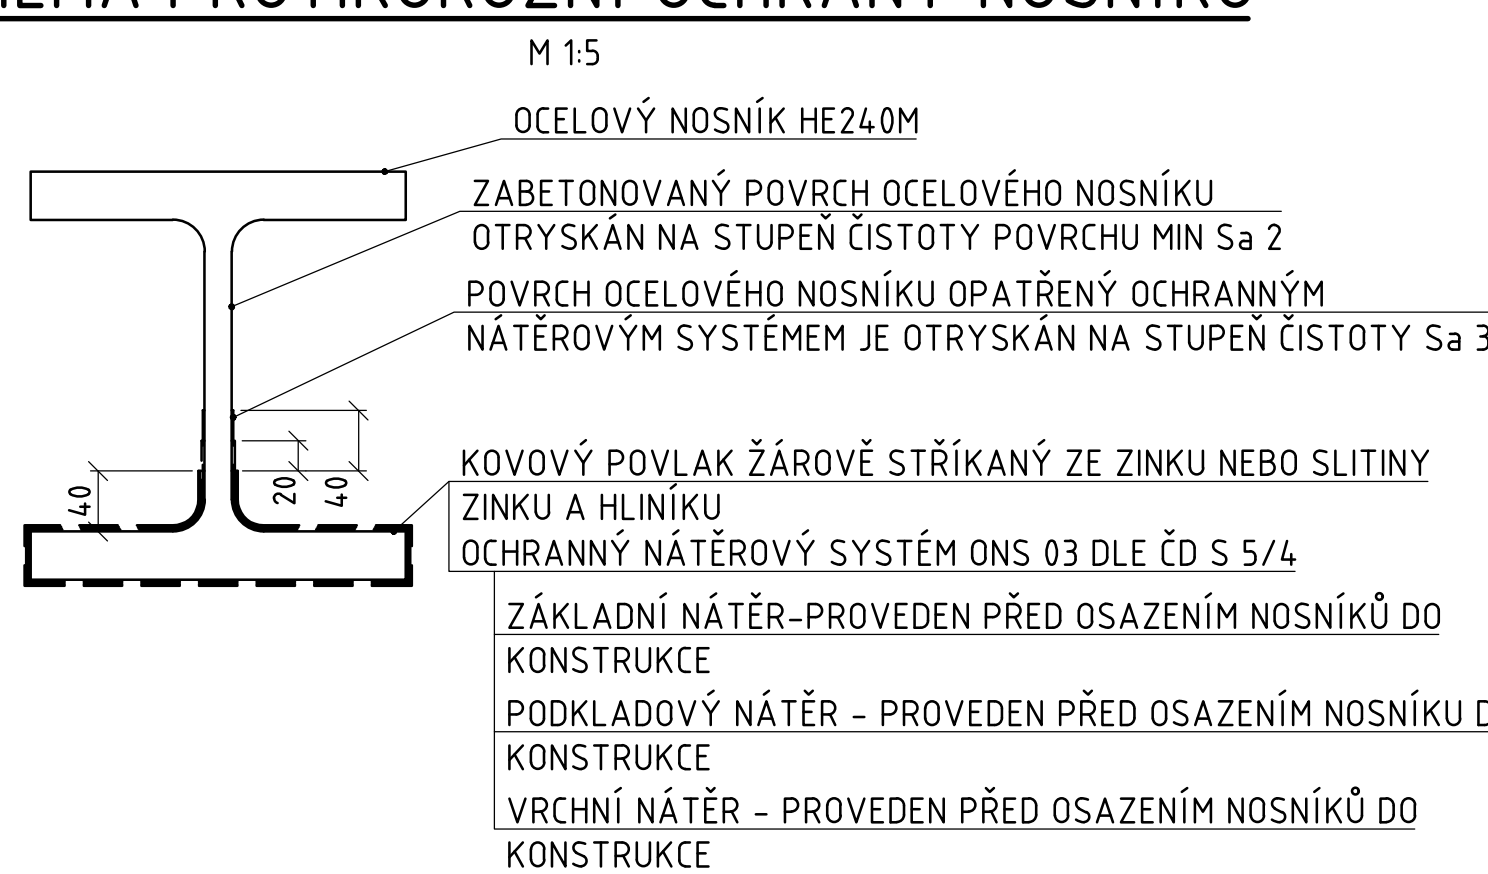 PROTIKOROZNÍ OCHRANY NOSNÍKŮ
M 1:5
OCELOVÝ NOSNÍK HE240M
ZABETONOVANÝ POVRCH OCELOVÉHO NOSNÍKU
OTRYSKÁN NA STUPEŇ ČISTOTY POVRCHU MIN Sa 2
POVRCH OCELOVÉHO NOSNÍKU OPATŘENÝ OCHRANNÝM
NÁTĚROVÝM SYSTÉMEM JE OTRYSKÁN NA STUPEŇ ČISTOTY Sa 3
KOVOVÝ POVLAK ŽÁROVĚ STŘÍKANÝ ZE ZINKU NEBO SLITINY
ZINKU A HLINÍKU
OCHRANNÝ NÁTĚROVÝ SYSTÉM ONS 03 DLE ČD S 5/4
40
20
40
ZÁKLADNÍ NÁTĚR-PROVEDEN PŘED OSAZENÍM NOSNÍKŮ DO
KONSTRUKCE
PODKLADOVÝ NÁTĚR - PROVEDEN PŘED OSAZENÍM NOSNÍKU
KONSTRUKCE
VRCHNÍ NÁTĚR - PROVEDEN PŘED OSAZENÍM NOSNÍKŮ DO
KONSTRUKCE